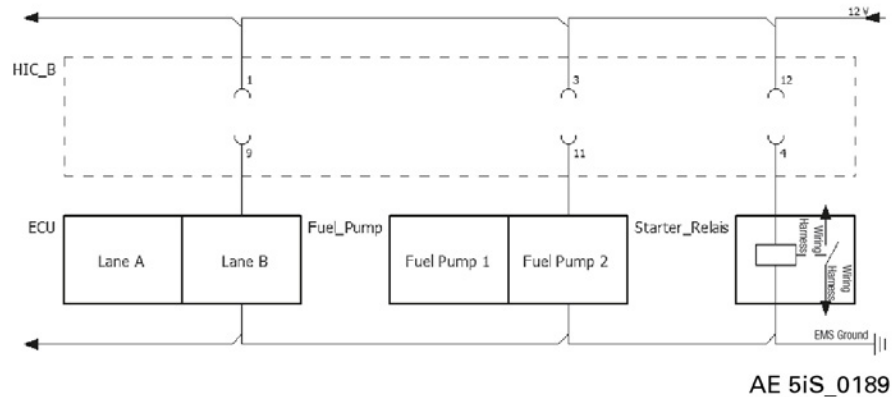 12 V
HIC_B
1
3
12
9
11
4
ECU
Lane A
Lane B
Fuel_Pump
Fuel Pump 1
Fuel Pump 2
Starter_Relais
Wiring
Harness
Wiring
Harness
EMS Ground
AE 5iS_0189